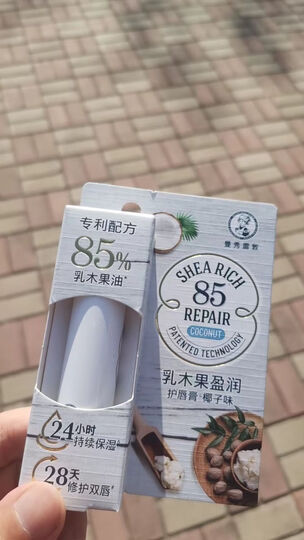 专利配方
85%
乳木果油*
24小时
持续保湿*
28天
修护双唇*
曼秀雷敦
SHEA RICH
85
REPAIR
COCONUT
PATENTED TECHNOLOGY
乳木果盈润
护唇膏-椰子味